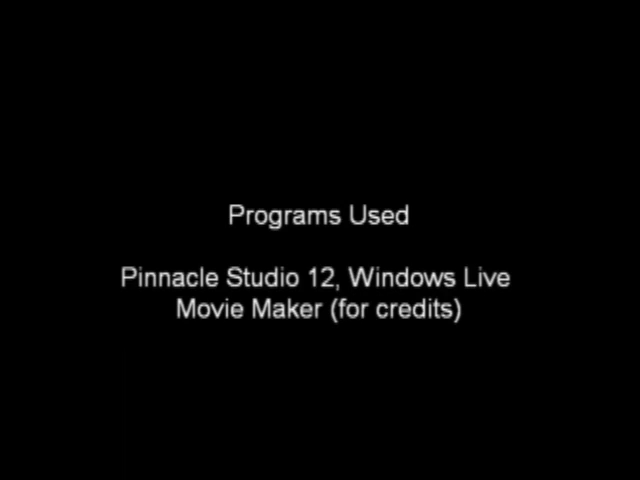 Programs Used
Pinnacle Studio 12, Windows Live
Movie Maker (for credits)